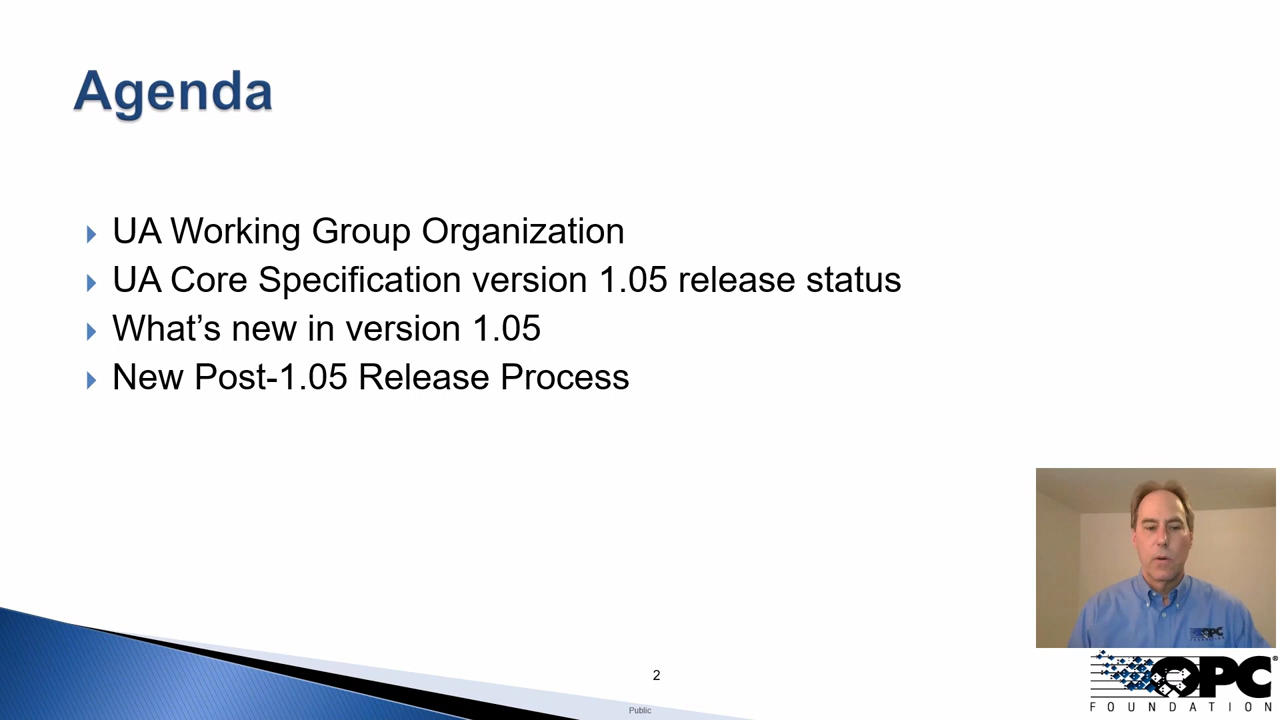 Agenda
UA Working Group Organization
UA Core Specification version 1.05 release status
What’s new in version 1.05
New Post-1.05 Release Process
OPC
2
OPC®
FOUNDATION
Public